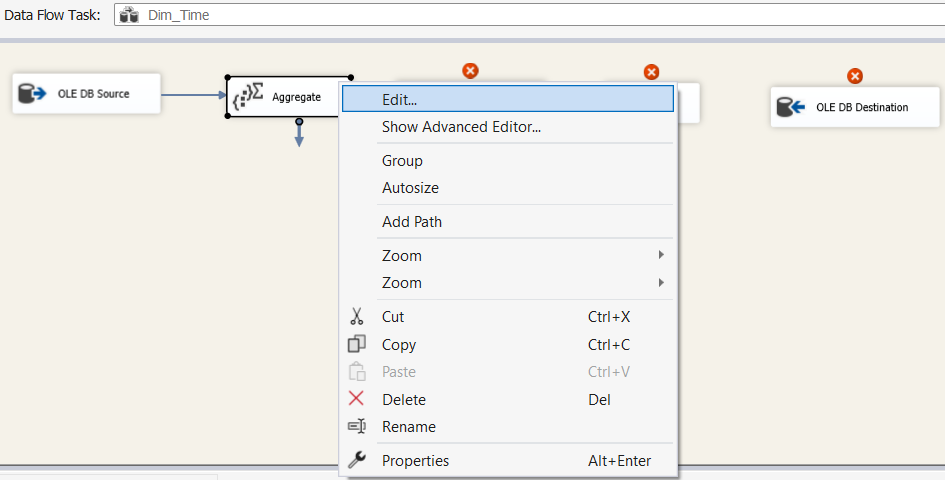 Data Flow Task: Dim_Time
OLE DB Source
Aggregate
OLE DB Destination
Edit...
Show Advanced Editor...
Group
Autosize
Add Path
Zoom
Zoom
Cut Ctrl+X
Copy Ctrl+C
Paste Ctrl+V
Delete Del
Rename
Properties Alt+Enter